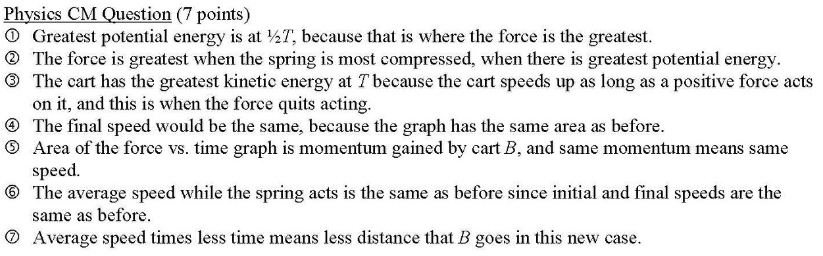 Physics CM Question (7 points)
① Greatest potential energy is at ½T, because that is where the force is the greatest.
② The force is greatest when the spring is most compressed, when there is greatest potential energy.
③ The cart has the greatest kinetic energy at T because the cart speeds up as long as a positive force acts
on it, and this is when the force quits acting.
④ The final speed would be the same, because the graph has the same area as before.
⑤ Area of the force vs. time graph is momentum gained by cart B, and same momentum means same
speed.
⑥ The average speed while the spring acts is the same as before since initial and final speeds are the
same as before.
⑦ Average speed times less time means less distance that B goes in this new case.